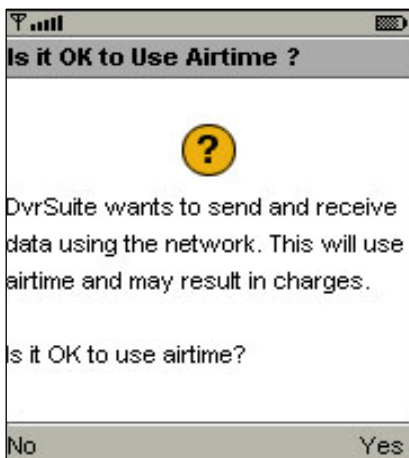 Is it OK to Use Airtime ?
?
DvrSuite wants to send and receive
data using the network. This will use
airtime and may result in charges.
Is it OK to use airtime?
No Yes